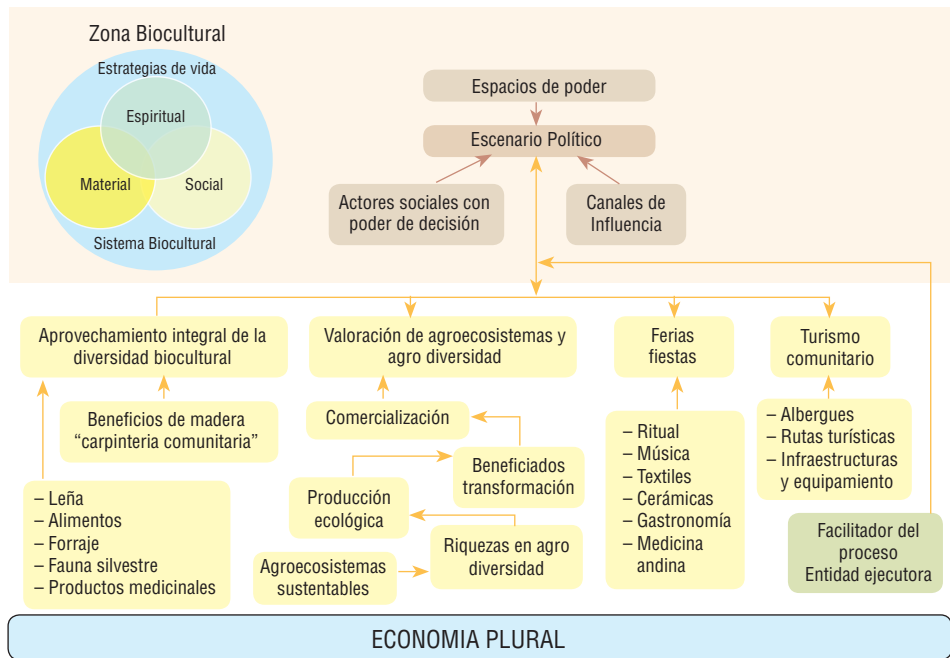 Zona Biocultural
Estrategias de vida
Espiritual
Material
Social
Sistema Biocultural
Espacios de poder
Escenario Político
Actores sociales con
poder de decisión
Canales de
Influencia
Aprovechamiento integral de la
diversidad biocultural
Beneficios de madera
“carpinteria comunitaria”
– Leña
– Alimentos
– Forraje
– Fauna silvestre
– Productos medicinales
Valoración de agroecosistemas y
agro diversidad
Comercialización
Beneficiados
transformación
Producción
ecológica
Riquezas en agro
diversidad
Agroecosistemas
sustentables
Ferias
fiestas
– Ritual
– Música
– Textiles
– Cerámicas
– Gastronomía
– Medicina
andina
Turismo
comunitario
– Albergues
– Rutas turísticas
– Infraestructuras
y equipamiento
Facilitador del
proceso
Entidad ejecutora
ECONOMIA PLURAL